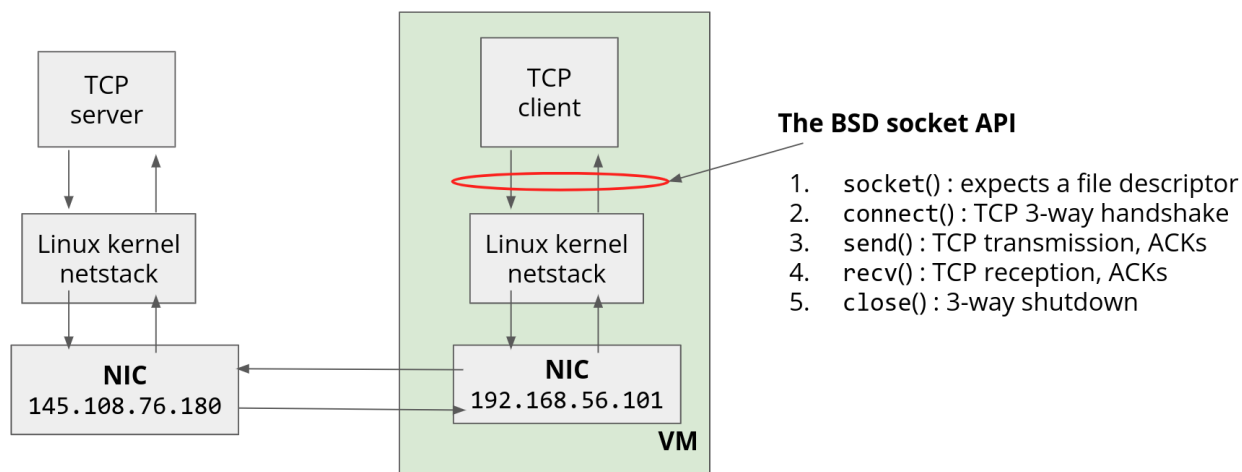 TCP
server
Linux kernel
netstack
NIC
145.108.76.180
TCP
client
Linux kernel
netstack
NIC
192.168.56.101
VM
The BSD socket API
1. socket() : expects a file descriptor
2. connect() : TCP 3-way handshake
3. send() : TCP transmission, ACKs
4. recv() : TCP reception, ACKs
5. close() : 3-way shutdown